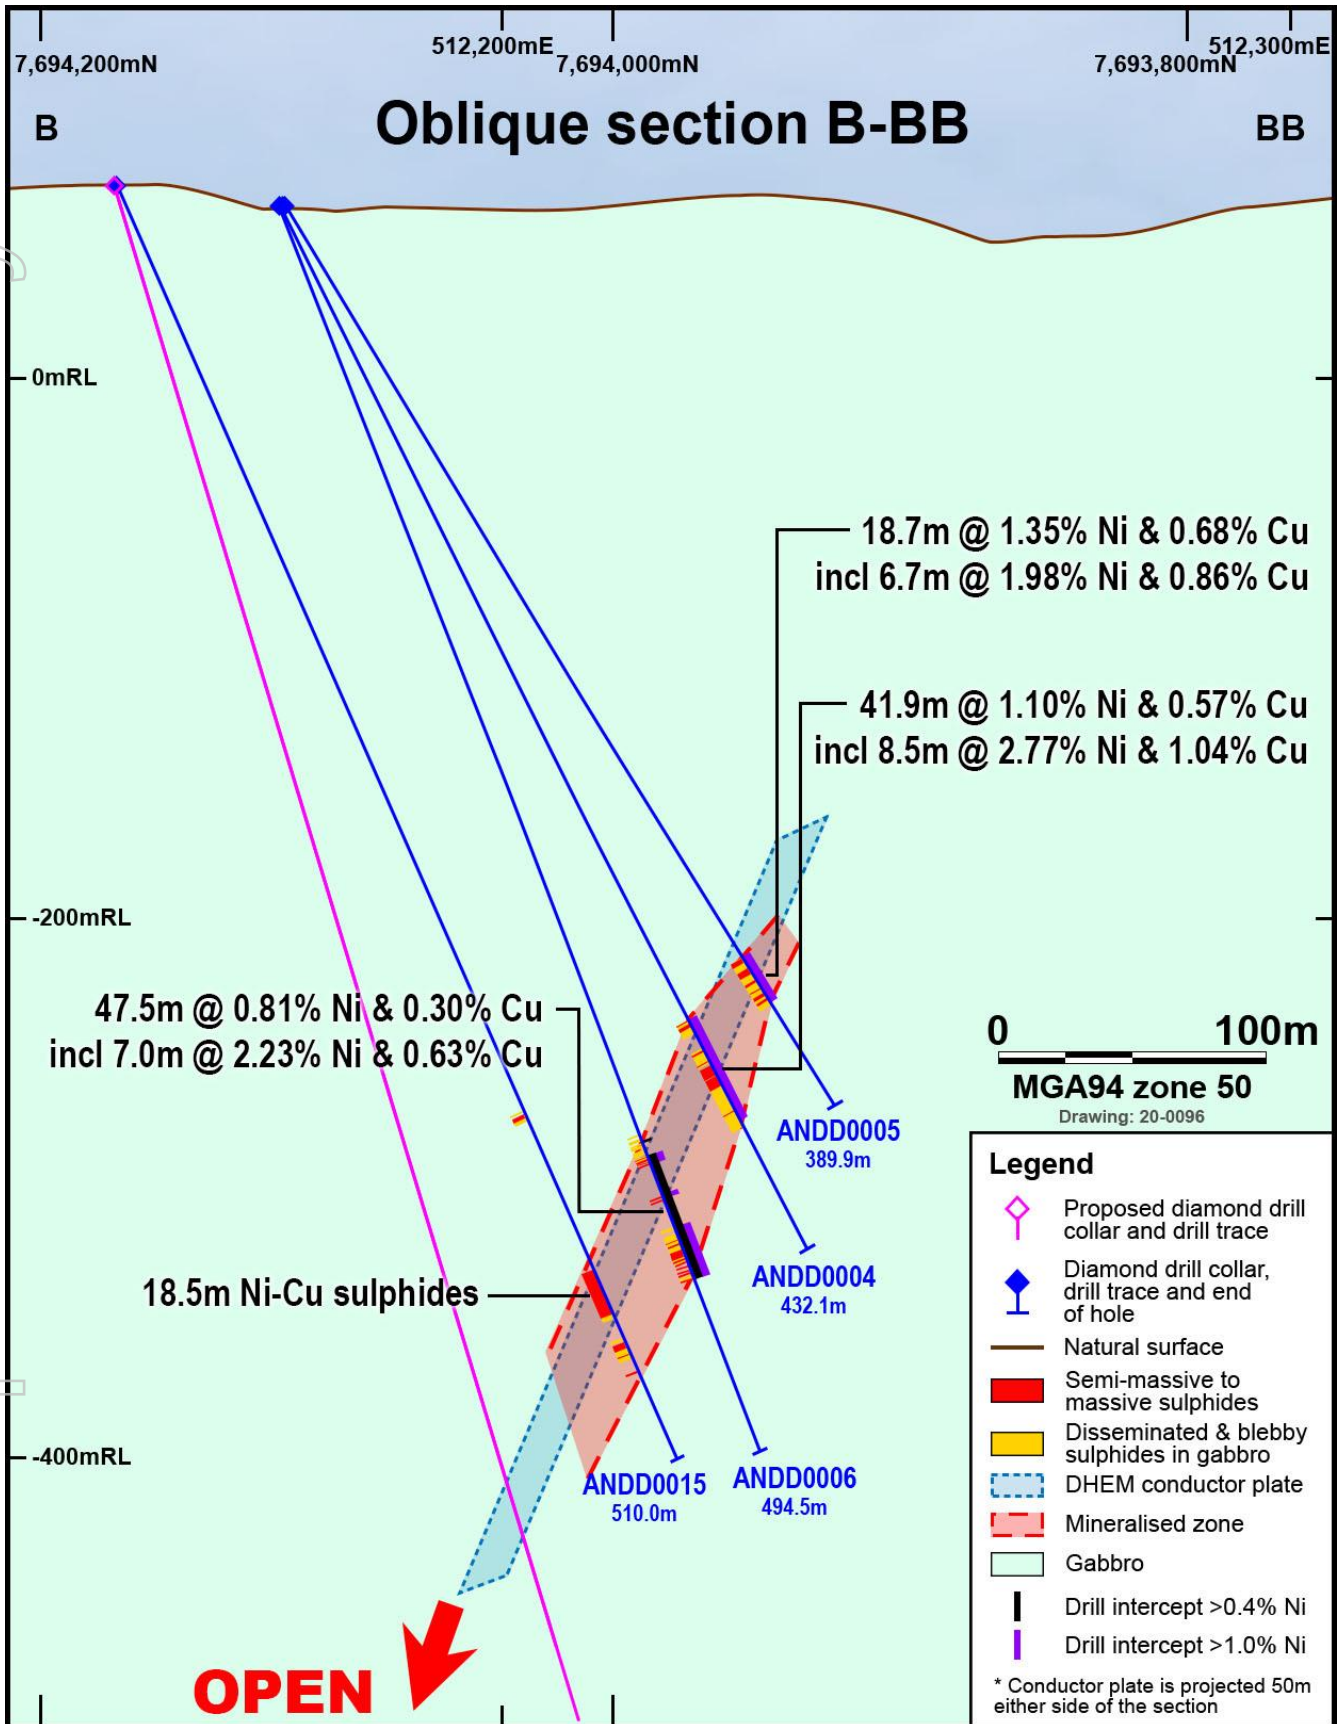 512,200mE
512,300mE
7,694,200mN
7,694,000mN
7,693,800mN
B
Oblique section B-BB
BB
0mRL
18.7m @ 1.35% Ni & 0.68% Cu
incl 6.7m @ 1.98% Ni & 0.86% Cu
41.9m @ 1.10% Ni & 0.57% Cu
incl 8.5m @ 2.77% Ni & 1.04% Cu
-200mRL
47.5m @ 0.81% Ni & 0.30% Cu
incl 7.0m @ 2.23% Ni & 0.63% Cu
0
100m
MGA94 zone 50
Drawing: 20-0096
ANDD0005
389.9m
ANDD0004
432.1m
18.5m Ni-Cu sulphides
-400mRL
ANDD0015
510.0m
ANDD0006
494.5m
OPEN
Legend
Proposed diamond drill
collar and drill trace
Diamond drill collar,
drill trace and end
of hole
Natural surface
Semi-massive to
massive sulphides
Disseminated & blebby
sulphides in gabbro
DHEM conductor plate
Mineralised zone
Gabbro
Drill intercept >0.4% Ni
Drill intercept >1.0% Ni
* Conductor plate is projected 50m
either side of the section